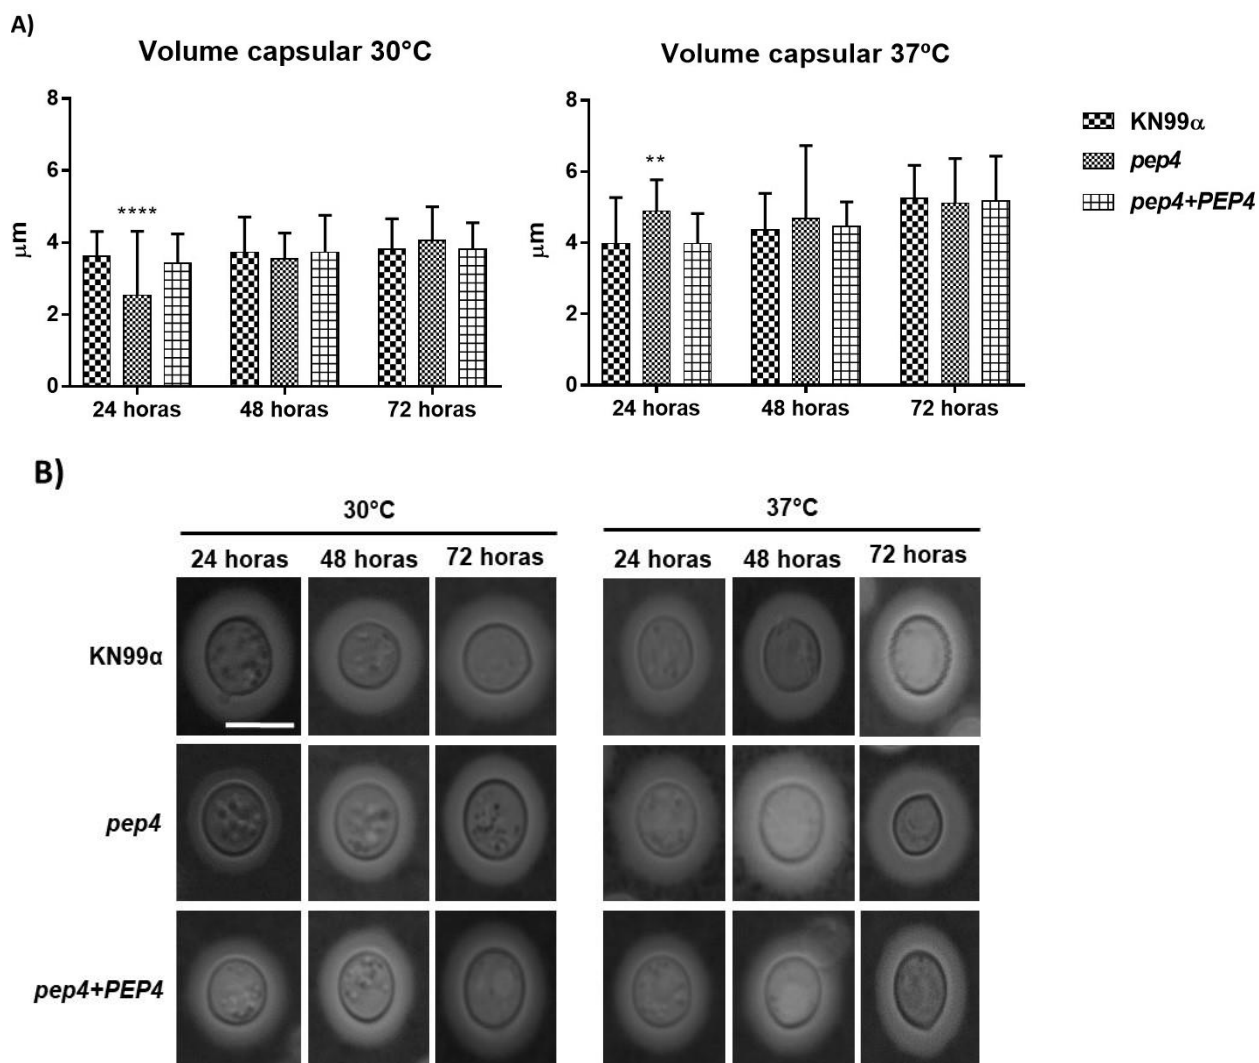 A)
Volume capsular 30°C
8
6
4
2
0
μm
****
24 horas 48 horas 72 horas
Volume capsular 37ºC
8
6
4
2
0
μm
**
24 horas 48 horas 72 horas
KN99α
pep4
pep4+PEP4
B)
30°C 37°C
24 horas 48 horas 72 horas 24 horas 48 horas 72 horas
KN99α
pep4
pep4+PEP4